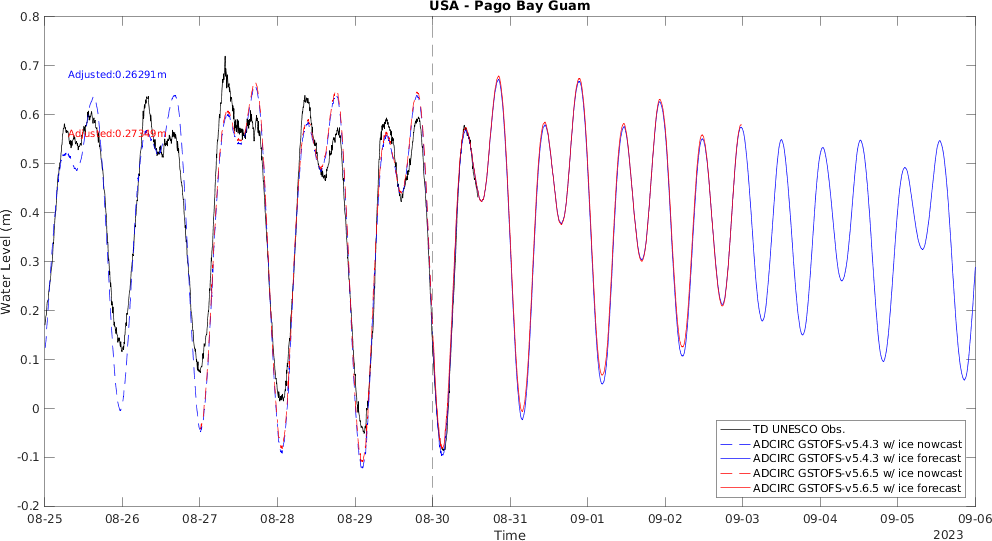 USA - Pago Bay Guam
0.8
0.7
0.6
0.5
0.4
0.3
0.2
0.1
0
-0.1
-0.2
Water Level (m)
Adjusted:0.26291m
TD UNESCO Obs.
ADCIRC GSTOFS-v5.4.3 w/ ice nowcast
ADCIRC GSTOFS-v5.4.3 w/ ice forecast
ADCIRC GSTOFS-v5.6.5 w/ ice nowcast
ADCIRC GSTOFS-v5.6.5 w/ ice forecast
08-25 08-26 08-27 08-28 08-29 08-30 08-31 09-01 09-02 09-03 09-04 09-05 09-06
Time
2023